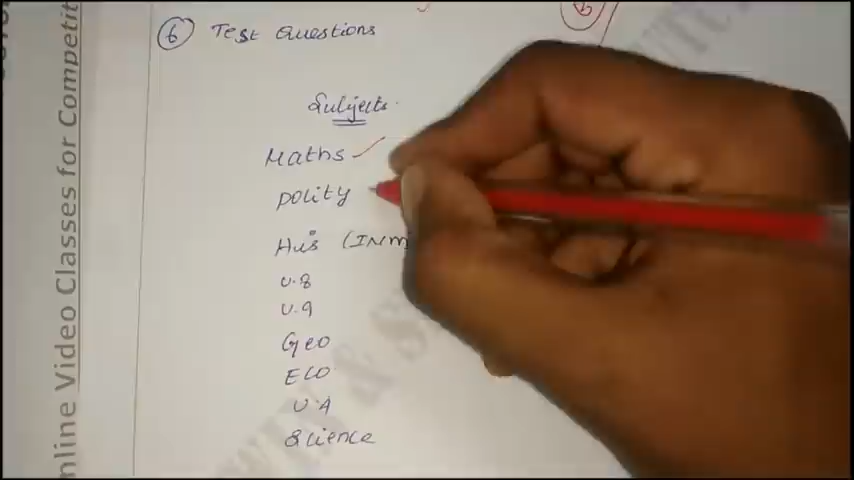 6 Test Questions
Subjects
Maths
Polity
His (INM
U.8
U.9
Geo
ECO
U.A
Science
nline Video Classes for Competit